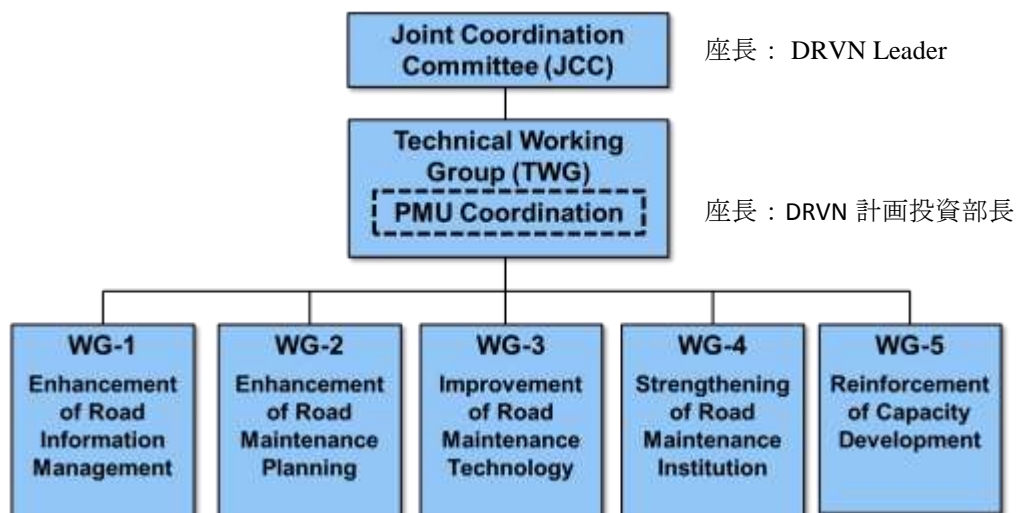 Joint Coordination
Committee (JCC)
座長： DRVN Leader
Technical Working
Group (TWG)
PMU Coordination
座長：DRVN 計画投資部長
WG-1
Enhancement
of Road
Information
Management
WG-2
Enhancement
of Road
Maintenance
Planning
WG-3
Improvement
of Road
Maintenance
Technology
WG-4
Strengthening
of Road
Maintenance
Institution
WG-5
Reinforcement
of Capacity
Development